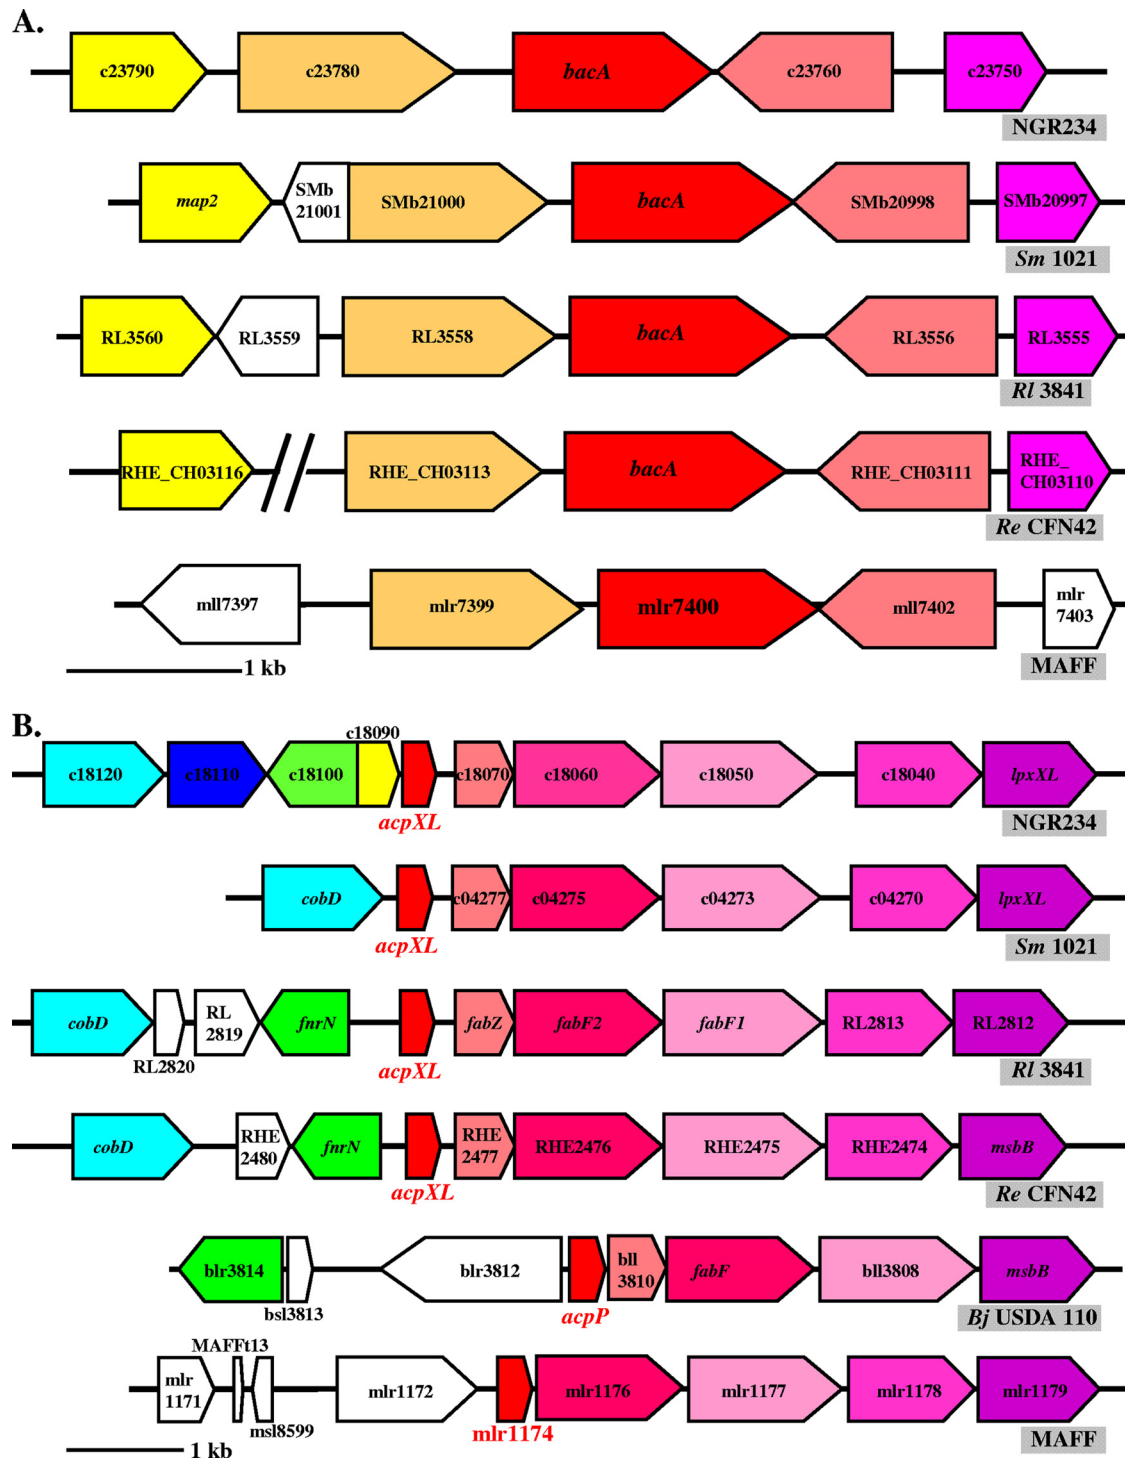 A.
c23790 c23780 bacA c23760 c23750
NGR234
map2 SMb 21001 SMb21000 bacA SMb20998 SMb20997
Sm 1021
RL3560 RL3559 RL3558 bacA RL3556 RL3555
Rl 3841
RHE_CH03116 RHE_CH03113 bacA RHE_CH03111 RHE_ CH03110
Re CFN42
mll7397 mlr7399 mlr7400 mll7402 mlr 7403
1 kb MAFF
B.
c18090
c18120 c18110 c18100 c18070 c18060 c18050 c18040 lpxXL
acpXL NGR234
cobD c04277 c04275 c04273 c04270 lpxXL
acpXL Sm 1021
cobD RL 2819 fnrN fabZ fabF2 fabF1 RL2813 RL2812
RL2820 acpXL Rl 3841
cobD RHE 2480 fnrN RHE 2477 RHE2476 RHE2475 RHE2474 msbB
acpXL Re CFN42
blr3814 blr3812 bll 3810 fabF bll3808 msbB
bsl3813 acpP Bj USDA 110
MAFFt13
mlr 1171 mlr1172 mlr1176 mlr1177 mlr1178 mlr1179
msl8599 mlr1174 MAFF
1 kb